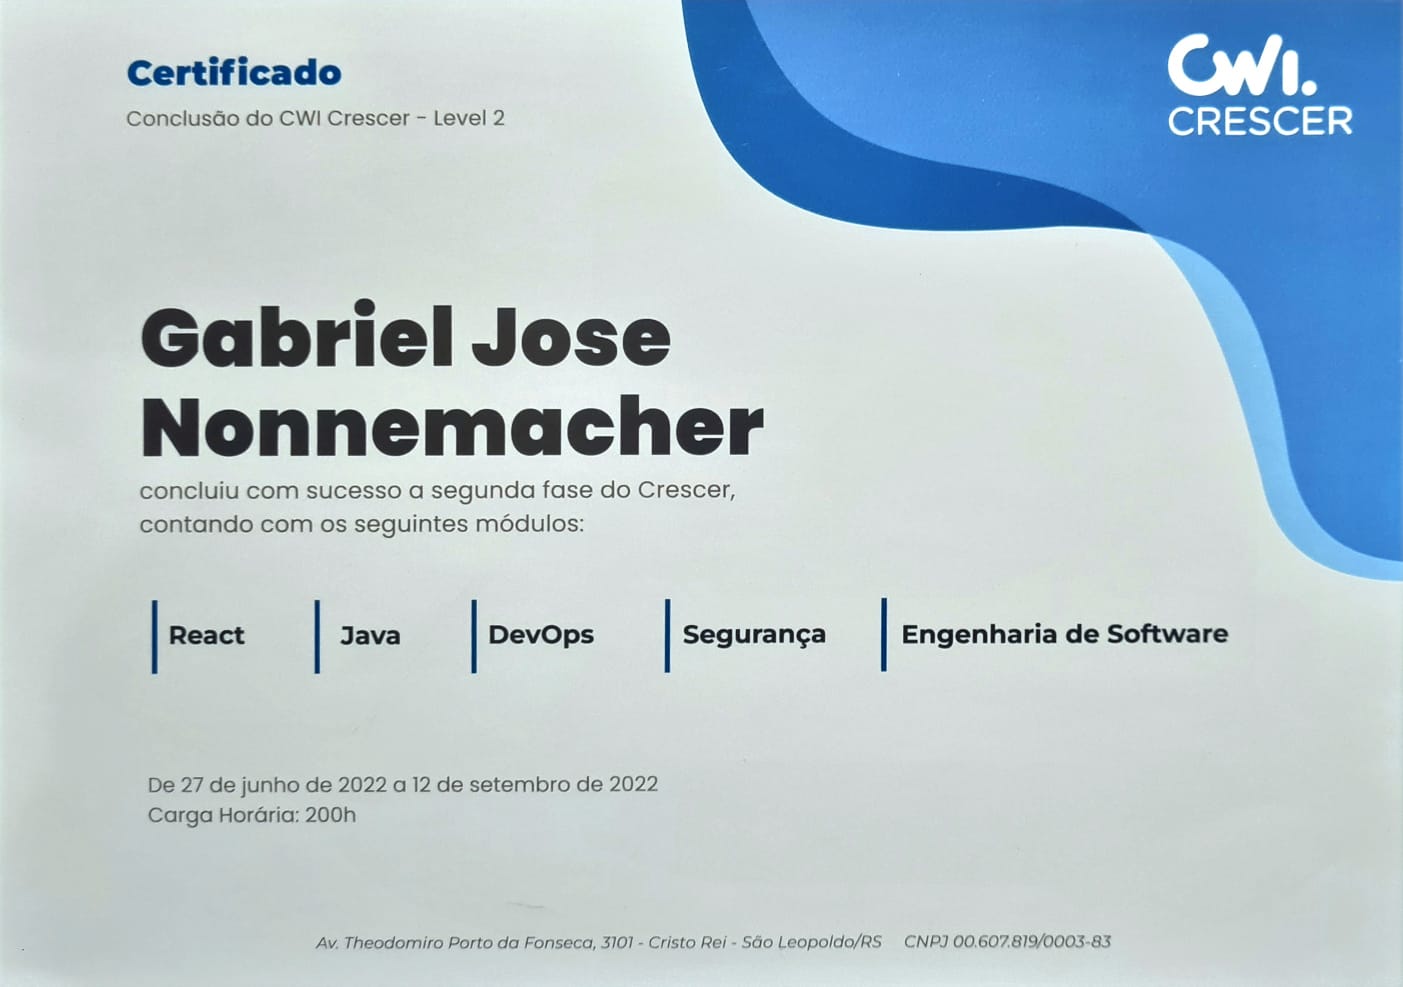 Certificado
Conclusão do CWI Crescer - Level 2
CWI.
CRESCER
Gabriel Jose
Nonnemacher
concluiu com sucesso a segunda fase do Crescer,
contando com os seguintes módulos:
React
Java
DevOps
Segurança
Engenharia de Software
De 27 de junho de 2022 a 12 de setembro de 2022
Carga Horária: 200h
Av. Theodomiro Porto da Fonseca, 3101 - Cristo Rei - São Leopoldo/RS CNPJ 00.607.819/0003-83